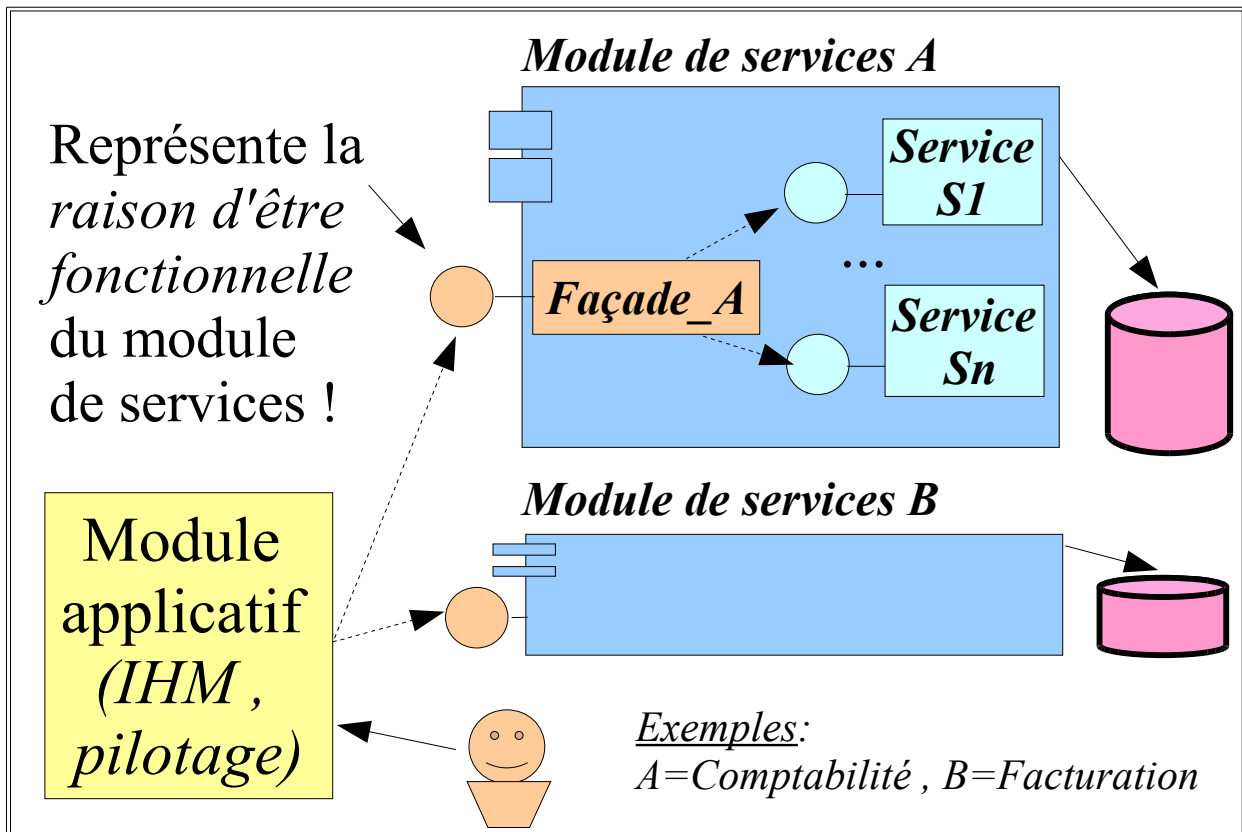 Module de services A
Représente la
raison d'être
fonctionnelle
du module
de services !
Service
S1
...
Façade_A
Service
Sn
Module de services B
Module
applicatif
(IHM ,
pilotage)
Exemples:
A=Comptabilité , B=Facturation